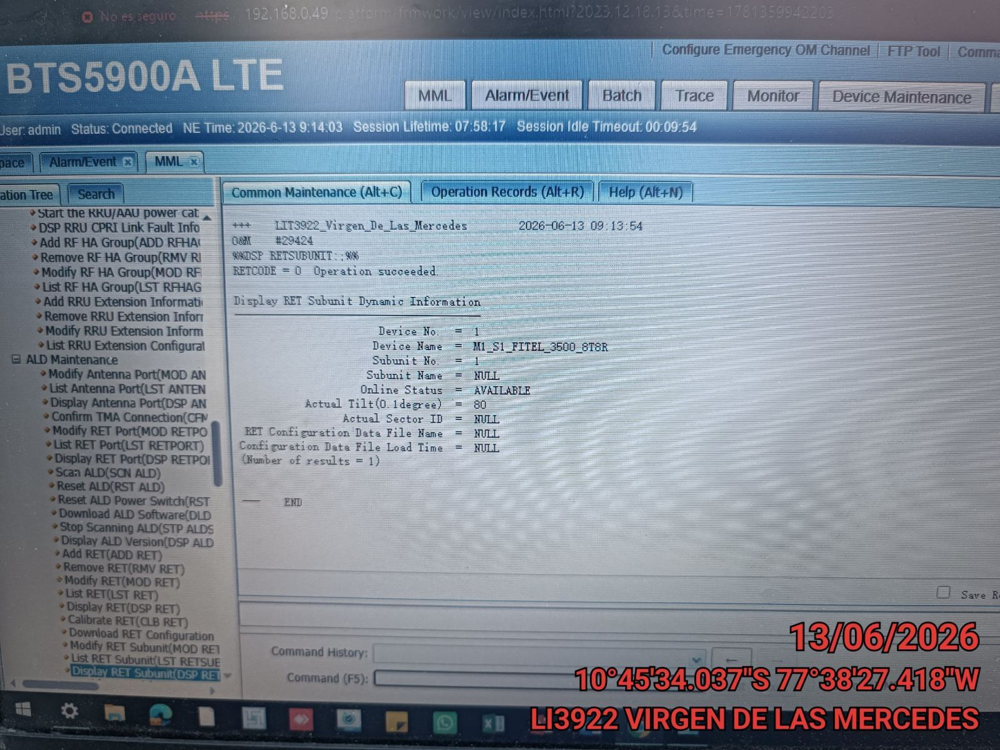 No es seguro https 192.168.0.49 platform/frmwork/view/index.html?2023.12.18.13&time=1781359942203
Configure Emergency OM Channel FTP Tool
BTS5900A LTE
MML Alarm/Event Batch Trace Monitor Device Maintenance
User: admin Status: Connected NE Time: 2026-6-13 9:14:03 Session Lifetime: 07:58:17 Session Idle Timeout: 00:09:54
pace Alarm/Event MML
ation Tree Search
Common Maintenance (Alt+C) Operation Records (Alt+R) Help (Alt+N)
Start the RRU/AAU power cat
DSP RRU CPRI Link Fault Info
Add RF HA Group(ADD RFHA
Remove RF HA Group(RMV RI
Modify RF HA Group(MOD RF
List RF HA Group(LST RFHAG
Add RRU Extension Informati
Remove RRU Extension Infor
Modify RRU Extension Inform
List RRU Extension Configurat
ALD Maintenance
Modify Antenna Port(MOD AN
List Antenna Port(LST ANTEN
Display Antenna Port(DSP AN
Confirm TMA Connection(CFM
Modify RET Port(MOD RETPO
List RET Port(LST RETPORT)
Display RET Port(DSP RETPOI
Scan ALD(SCN ALD)
Reset ALD(RST ALD)
Reset ALD Power Switch(RST
Download ALD Software(DLD
Stop Scanning ALD(STP ALDS
Display ALD Version(DSP ALD
Add RET(ADD RET)
Remove RET(RMV RET)
Modify RET(MOD RET)
List RET(LST RET)
Display RET(DSP RET)
Calibrate RET(CLB RET)
Download RET Configuration
Modify RET Subunit(MOD RET
List RET Subunit(LST RETSUE
Display RET Subunit(DSP RET
+++ LIT3922_Virgen_De_Las_Mercedes 2026-06-13 09:13:54
O&M #29424
%%DSP RETSUBUNIT:;%%
RETCODE = 0 Operation succeeded.
Display RET Subunit Dynamic Information
Device No. = 1
Device Name = M1_S1_FITEL_3500_8T8R
Subunit No. = 1
Subunit Name = NULL
Online Status = AVAILABLE
Actual Tilt(0.1degree) = 80
Actual Sector ID = NULL
RET Configuration Data File Name = NULL
Configuration Data File Load Time = NULL
(Number of results = 1)
--- END
Save R
Command History:
Command (F5):
13/06/2026
10°45'34.037"S 77°38'27.418"W
LI3922 VIRGEN DE LAS MERCEDES